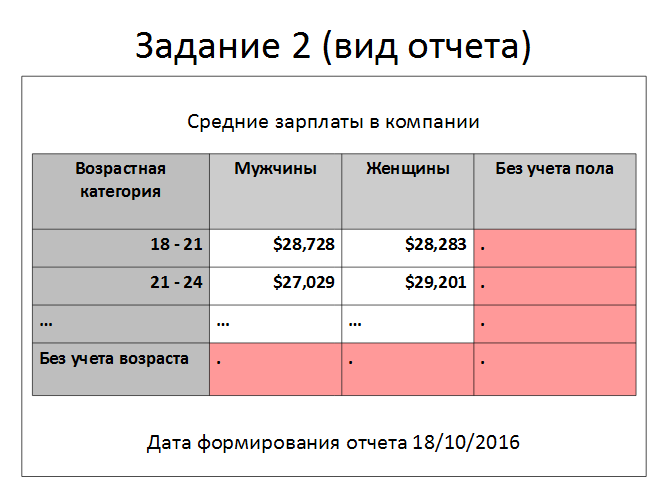 Задание 2 (вид отчета)
Средние зарплаты в компании
Возрастная категория Мужчины Женщины Без учета пола
18 - 21 $28,728 $28,283 .
21 - 24 $27,029 $29,201 .
... ... ... .
Без учета возраста . . .
Дата формирования отчета 18/10/2016